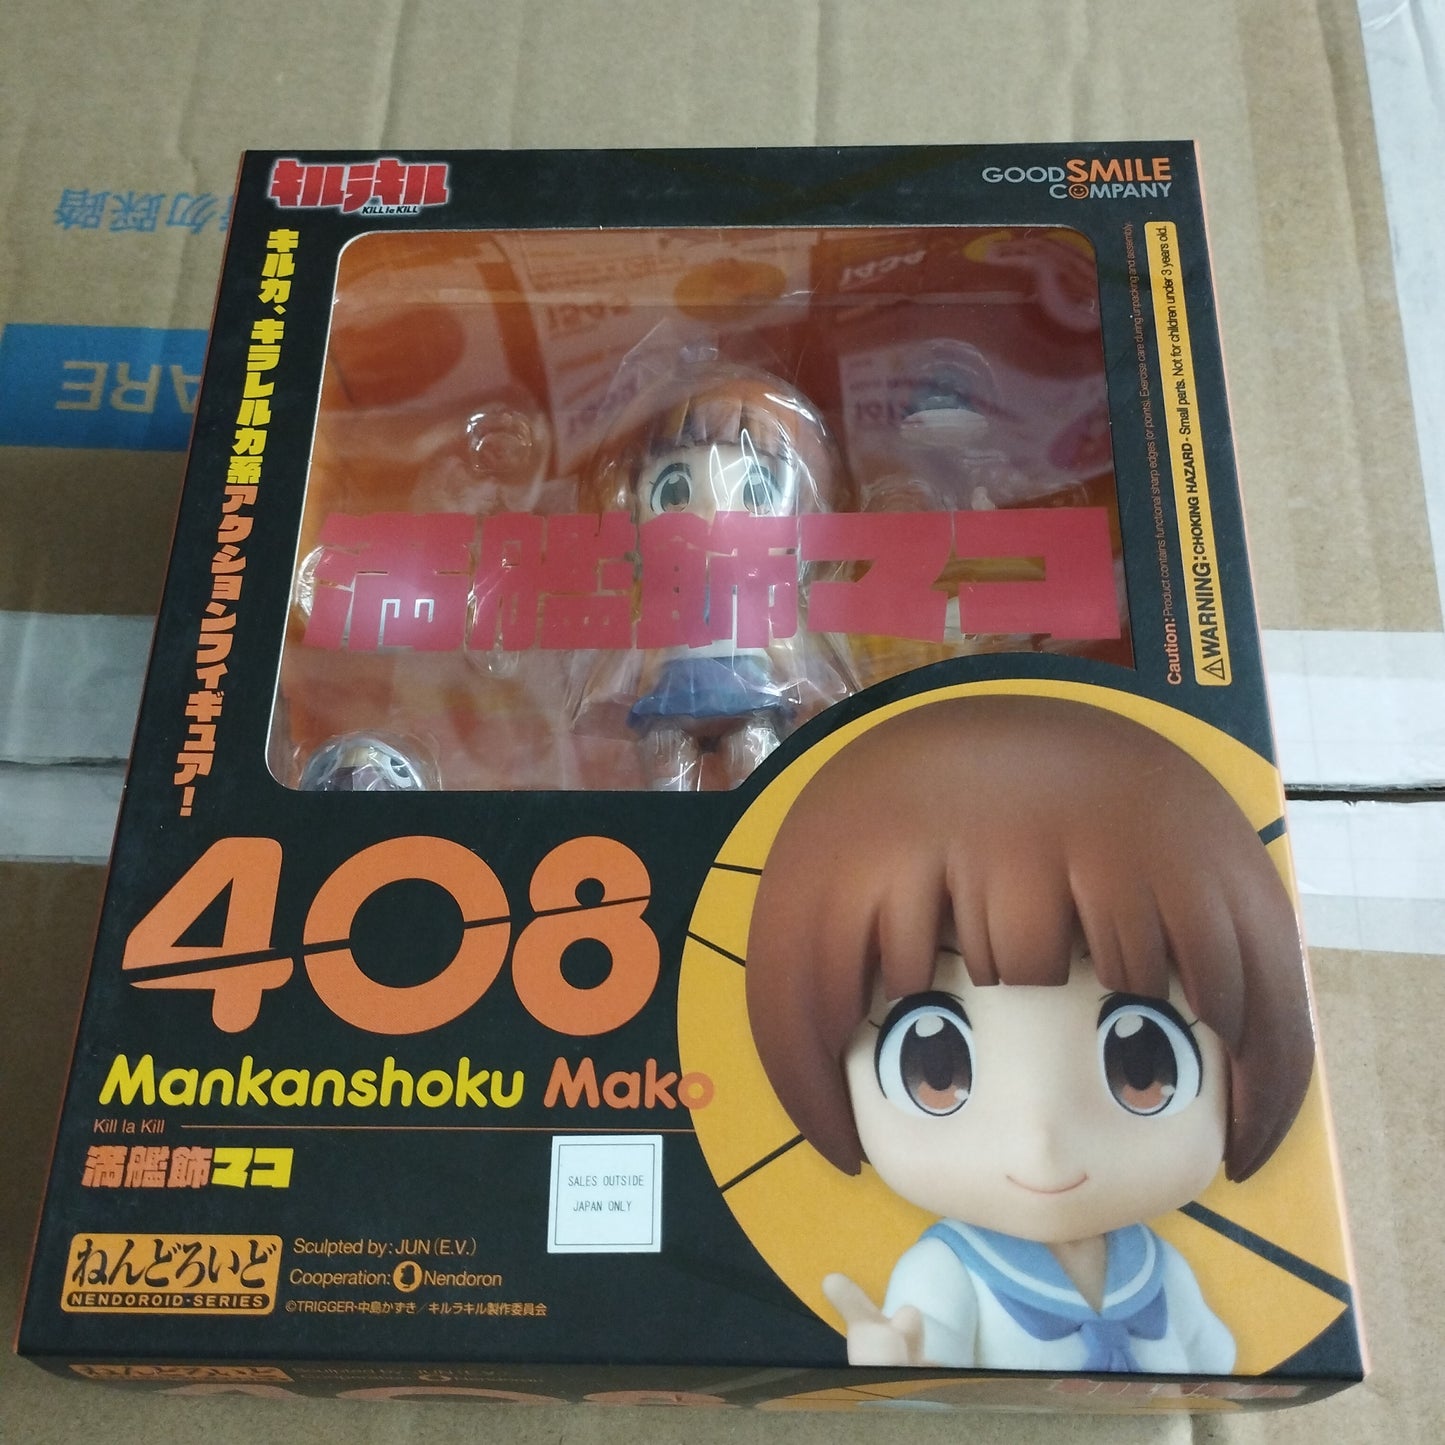 キルラキル
KiLL la KiLL
GOOD SMILE
COMPANY
キルカ、キラレルカ系アクションフィギュア!
Caution: Product contains functional sharp edges (or points). Exercise care during unpacking and assembly.
⚠WARNING: CHOKING HAZARD - Small parts. Not for children under 3 years old.
満艦飾マコ
408
Mankanshoku Mako
Kill la Kill
満艦飾マコ
SALES OUTSIDE
JAPAN ONLY
ねんどろいど
NENDOROID·SERIES
Sculpted by: JUN (E.V.)
Cooperation: Nendoron
©TRIGGER・中島かずき/キルラキル製作委員会
勿踩踏
ARE
1434